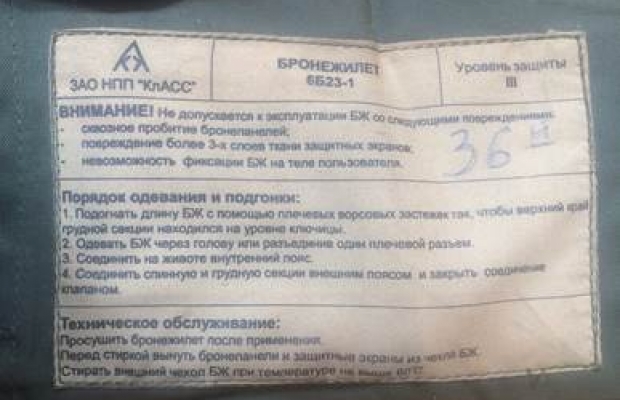 ЗАО НПП "КлАСС"
БРОНЕЖИЛЕТ
6Б23-1
Уровень защиты
III
ВНИМАНИЕ! Не допускается к эксплуатации БЖ со следующими повреждениями:
- сквозное пробитие бронепанелей;
- повреждение более 3-х слоев ткани защитных экранов;
- невозможность фиксации БЖ на теле пользователя.
36
Порядок одевания и подгонки:
1. Подогнать длину БЖ с помощью плечевых ворсовых застежек так, чтобы верхний край
грудной секции находился на уровне ключицы.
2. Одевать БЖ через голову или разъединив один плечевой разъем.
3. Соединить на животе внутренний пояс.
4. Соединить спинную и грудную секции внешним поясом и закрыть соединение
клапаном.
Техническое обслуживание:
Просушить бронежилет после применения.
Перед стиркой вынуть бронепанели и защитные экраны из чехла БЖ.
Стирать внешний чехол БЖ при температуре не выше